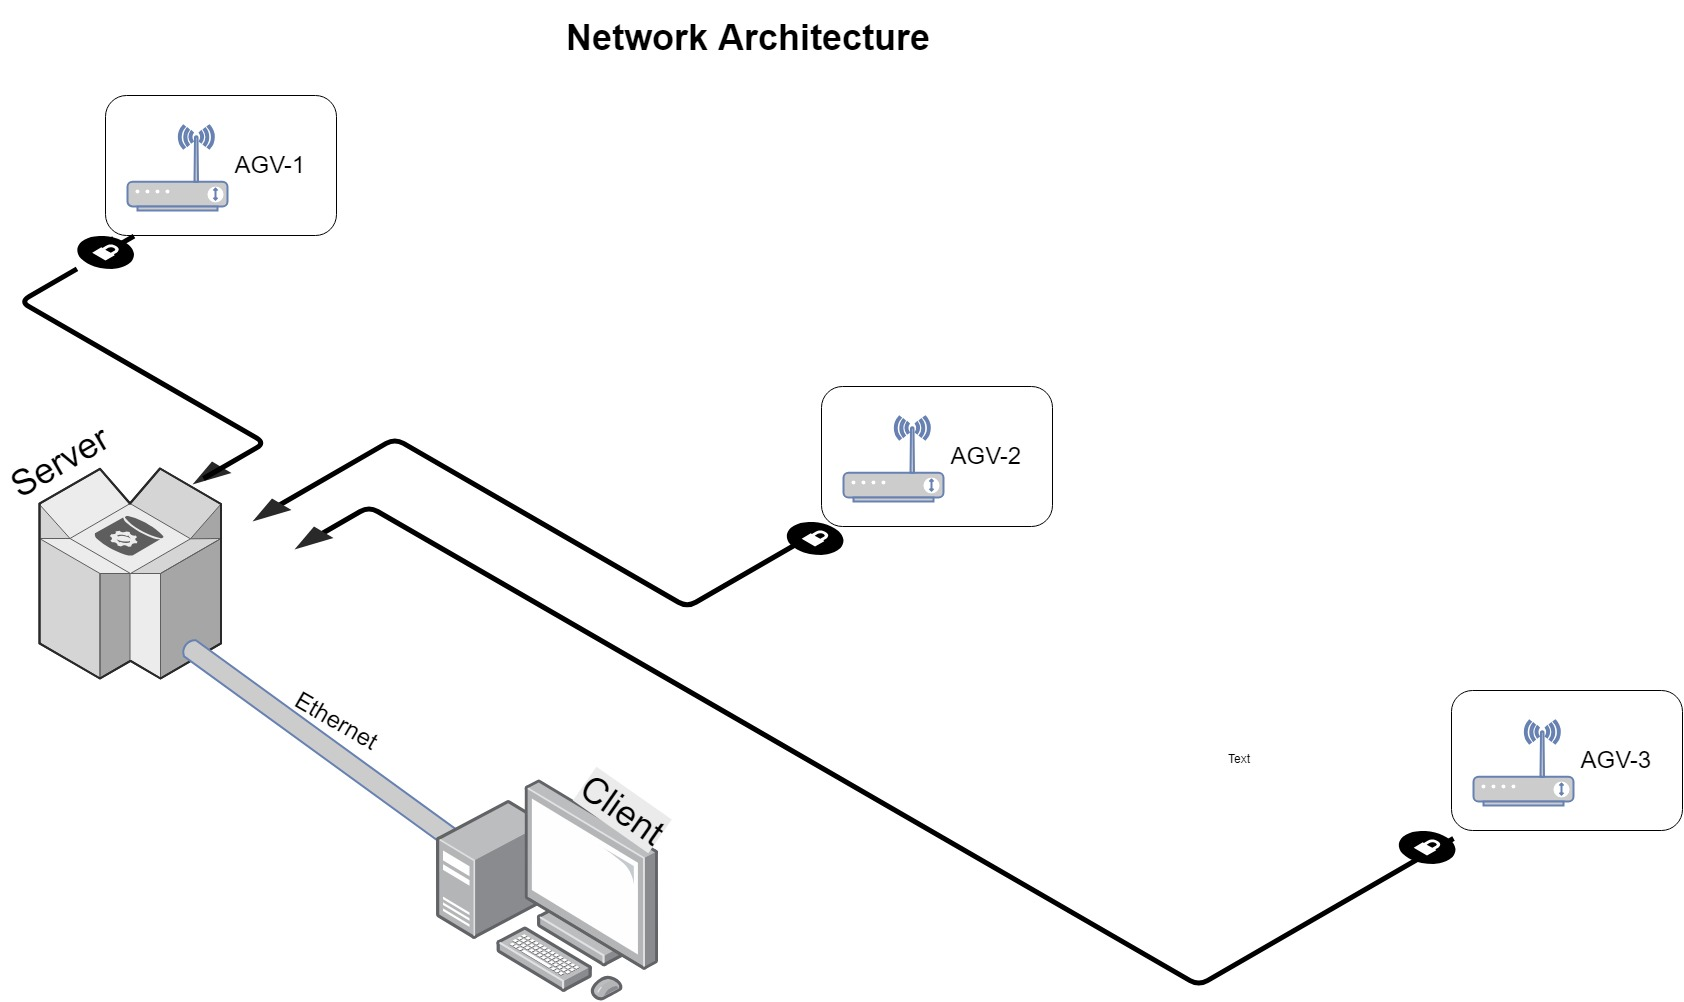 Network Architecture
AGV-1
Server
AGV-2
Ethernet
Text
AGV-3
Client